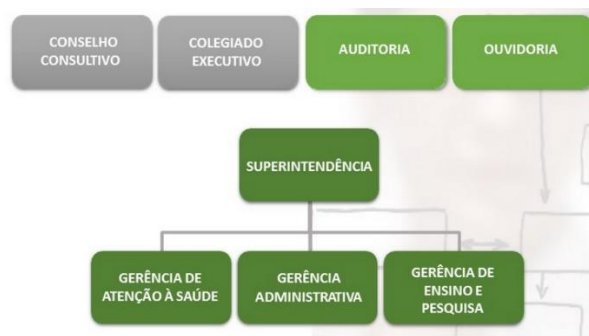 CONSELHO
CONSULTIVO
COLEGIADO
EXECUTIVO
AUDITORIA
OUVIDORIA
SUPERINTENDÊNCIA
GERÊNCIA DE
ATENÇÃO À SAÚDE
GERÊNCIA
ADMINISTRATIVA
GERÊNCIA DE
ENSINO E
PESQUISA